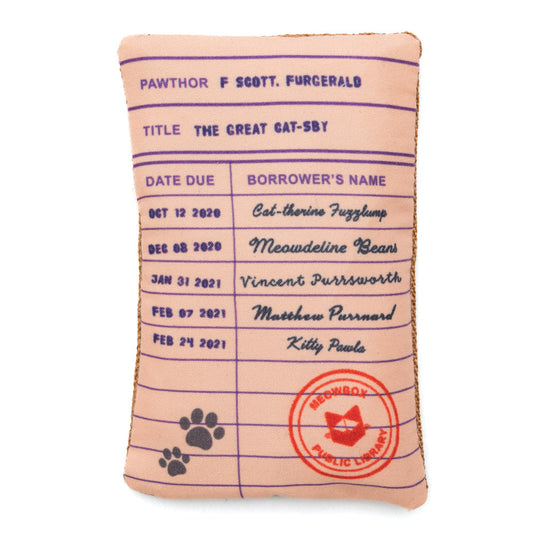 PAWTHOR F SCOTT. FURGERALD
TITLE THE GREAT CAT-SBY
DATE DUE BORROWER'S NAME
OCT 12 2020 Cat-therine Fuzzlump
DEC 08 2020 Meowdeline Beans
JAN 31 2021 Vincent Purrsworth
FEB 07 2021 Matthew Purrnard
FEB 24 2021 Kitty Pawla
MEOWBOX
PUBLIC LIBRARY